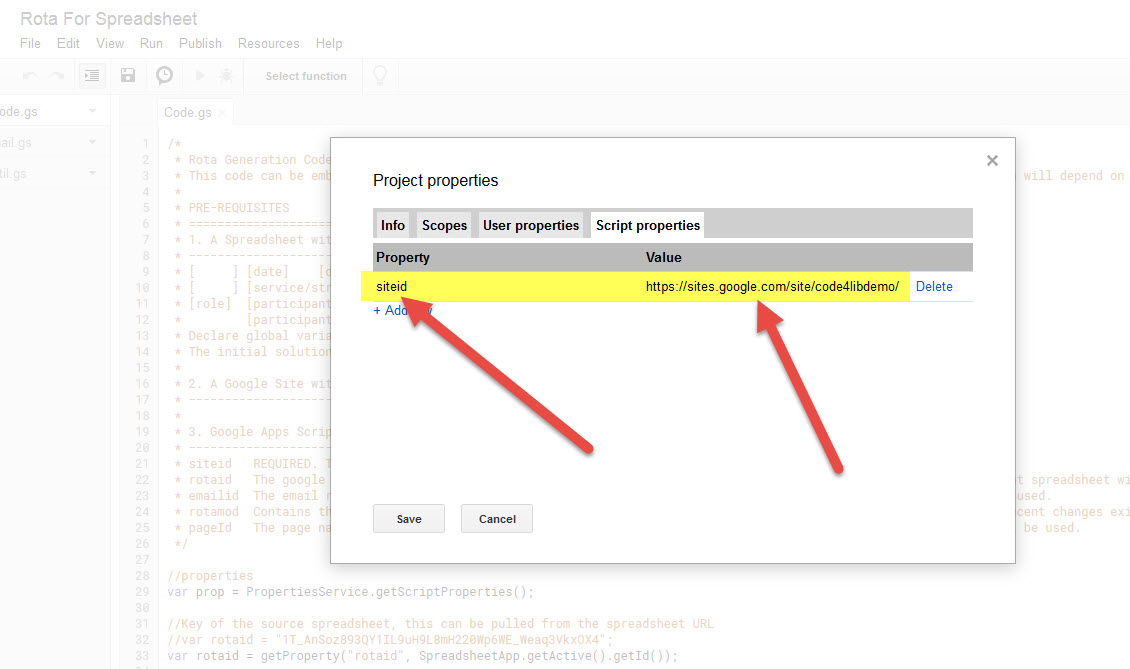 Rota For Spreadsheet
File Edit View Run Publish Resources Help
Select function
ode.gs
Code.gs
ail.gs
til.gs
1 /*
2 * Rota Generation Code
3 * This code can be emb will depend on
4 *
5 * PRE-REQUISITES
6 * =====================
7 * 1. A Spreadsheet wit
8 * ---------------------
9 * [ ] [date] [d
10 * [ ] [service/str
11 * [role] [participant
12 * [participant
13 * Declare global varia
14 * The initial solution
15 *
16 * 2. A Google Site wit
17 * ---------------------
18 *
19 * 3. Google Apps Scrip
20 * ---------------------
21 * siteid REQUIRED. T
22 * rotaid The google t spreadsheet wi
23 * emailid The email r used.
24 * rotamod Contains th cent changes exi
25 * pageId The page na be used.
26 */
27
28 //properties
29 var prop = PropertiesService.getScriptProperties();
30
31 //Key of the source spreadsheet, this can be pulled from the spreadsheet URL
32 //var rotaid = "1T_AnSoz893QY1IL9uH9L8mH220Wp6WE_Weaq3VkxOX4";
33 var rotaid = getProperty("rotaid", SpreadsheetApp.getActive().getId());
Project properties
Info Scopes User properties Script properties
Property Value
siteid https://sites.google.com/site/code4libdemo/ Delete
+ Add
Save Cancel